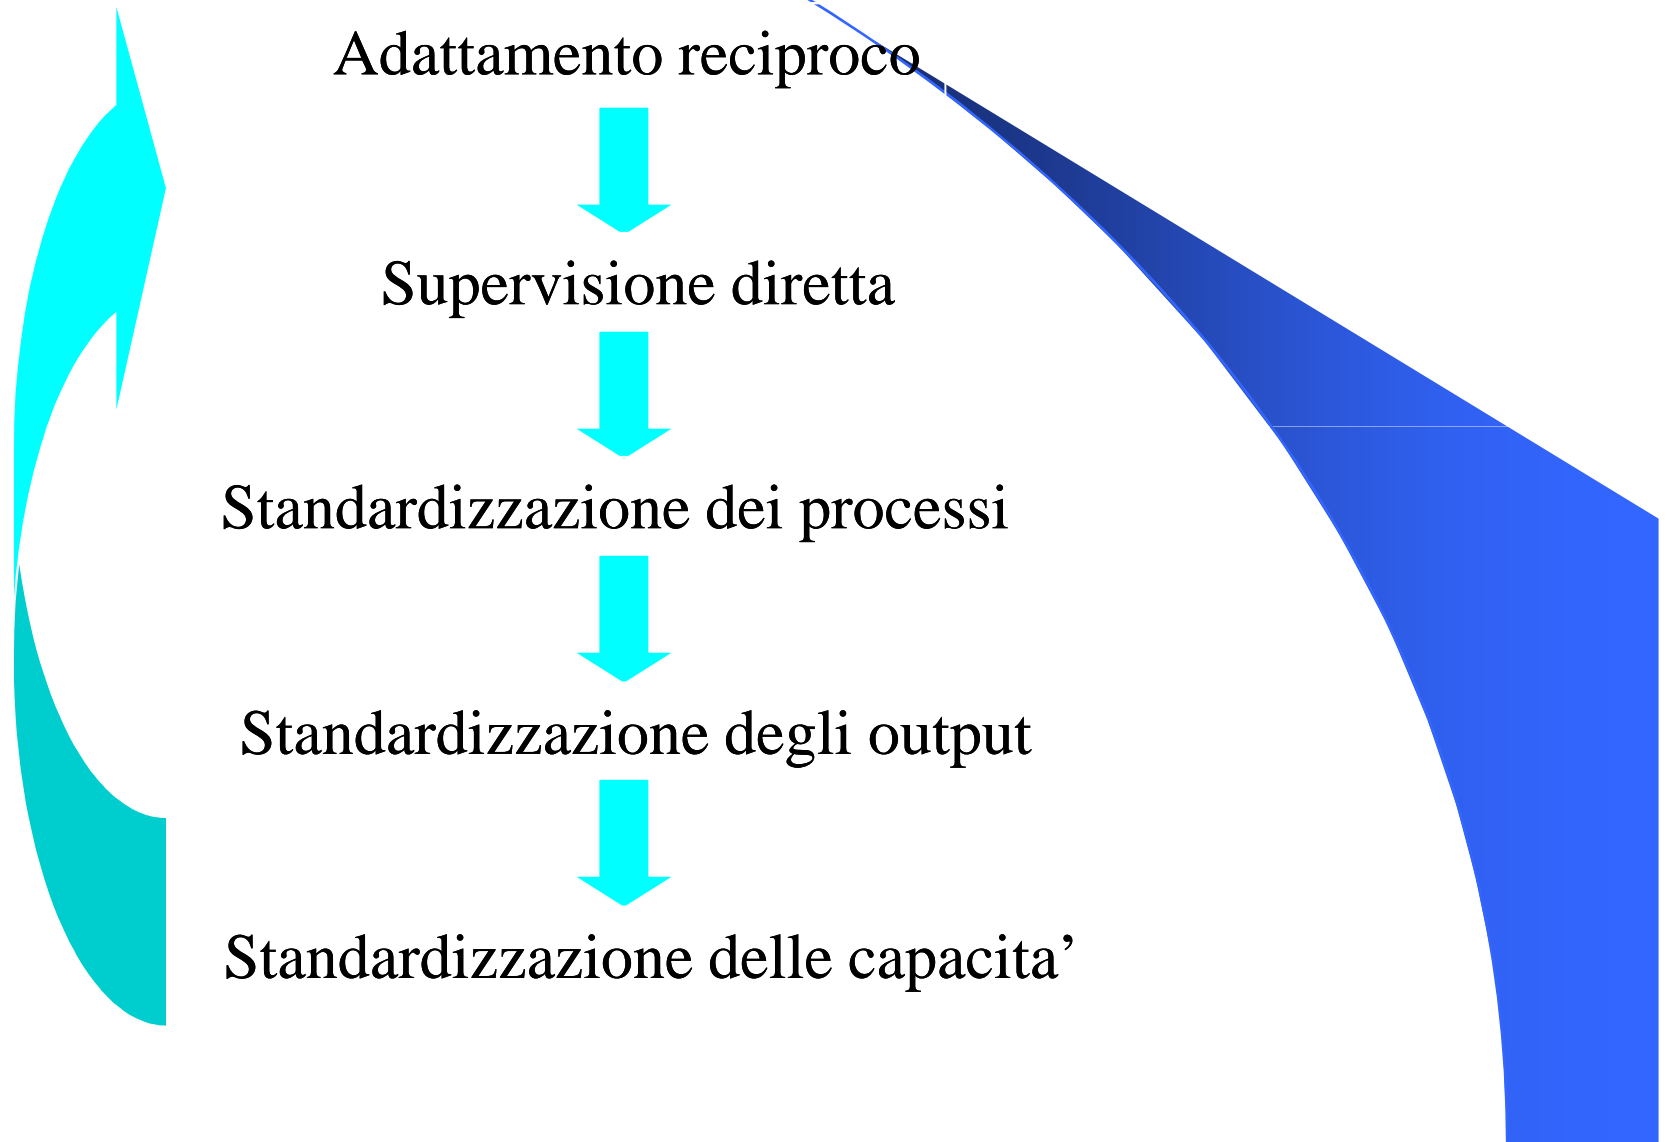 Adattamento reciproco
Supervisione diretta
Standardizzazione dei processi
Standardizzazione degli output
Standardizzazione delle capacita’